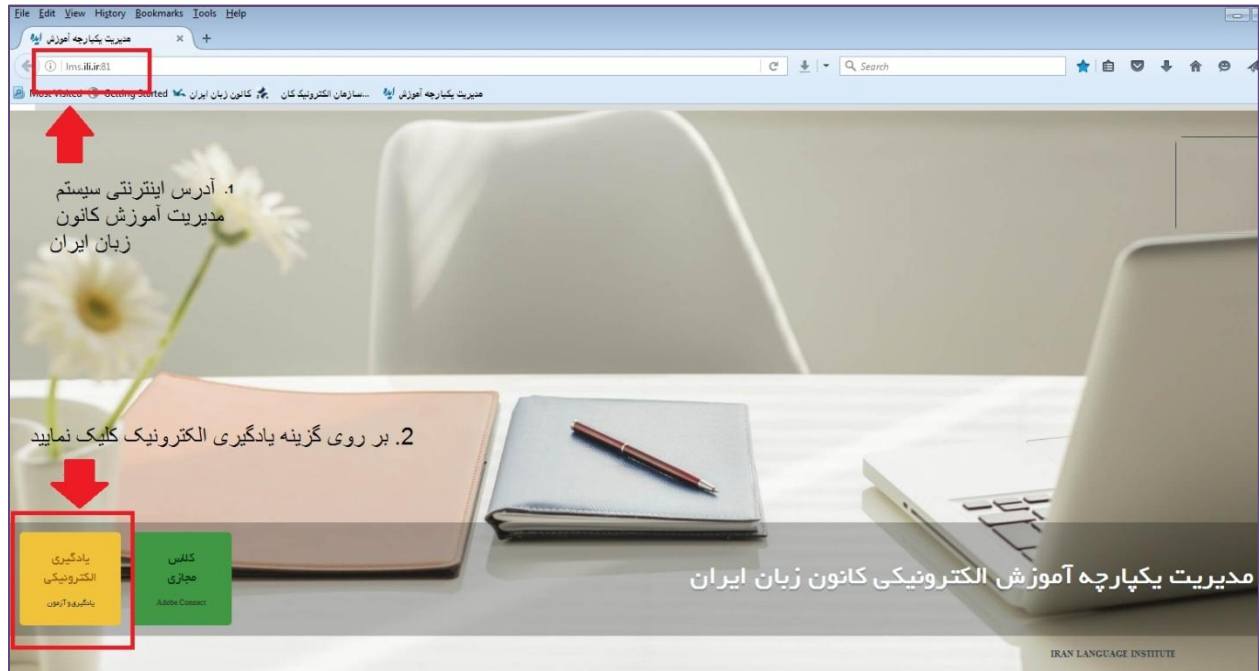 File Edit View History Bookmarks Tools Help
مدیریت یکپارچه آموزش
lms.ili.ir:81
Search
Most Visited Getting Started کانون زبان ایران سازمان الکترونیک کان... مدیریت یکپارچه آموزش
1. آدرس اینترنتی سیستم
مدیریت آموزش کانون
زبان ایران
2. بر روی گزینه یادگیری الکترونیک کلیک نمایید
یادگیری
الکترونیکی
یادگیری و آزمون
کلاس
مجازی
Adobe Connect
مدیریت یکپارچه آموزش الکترونیکی کانون زبان ایران
IRAN LANGUAGE INSTITUTE